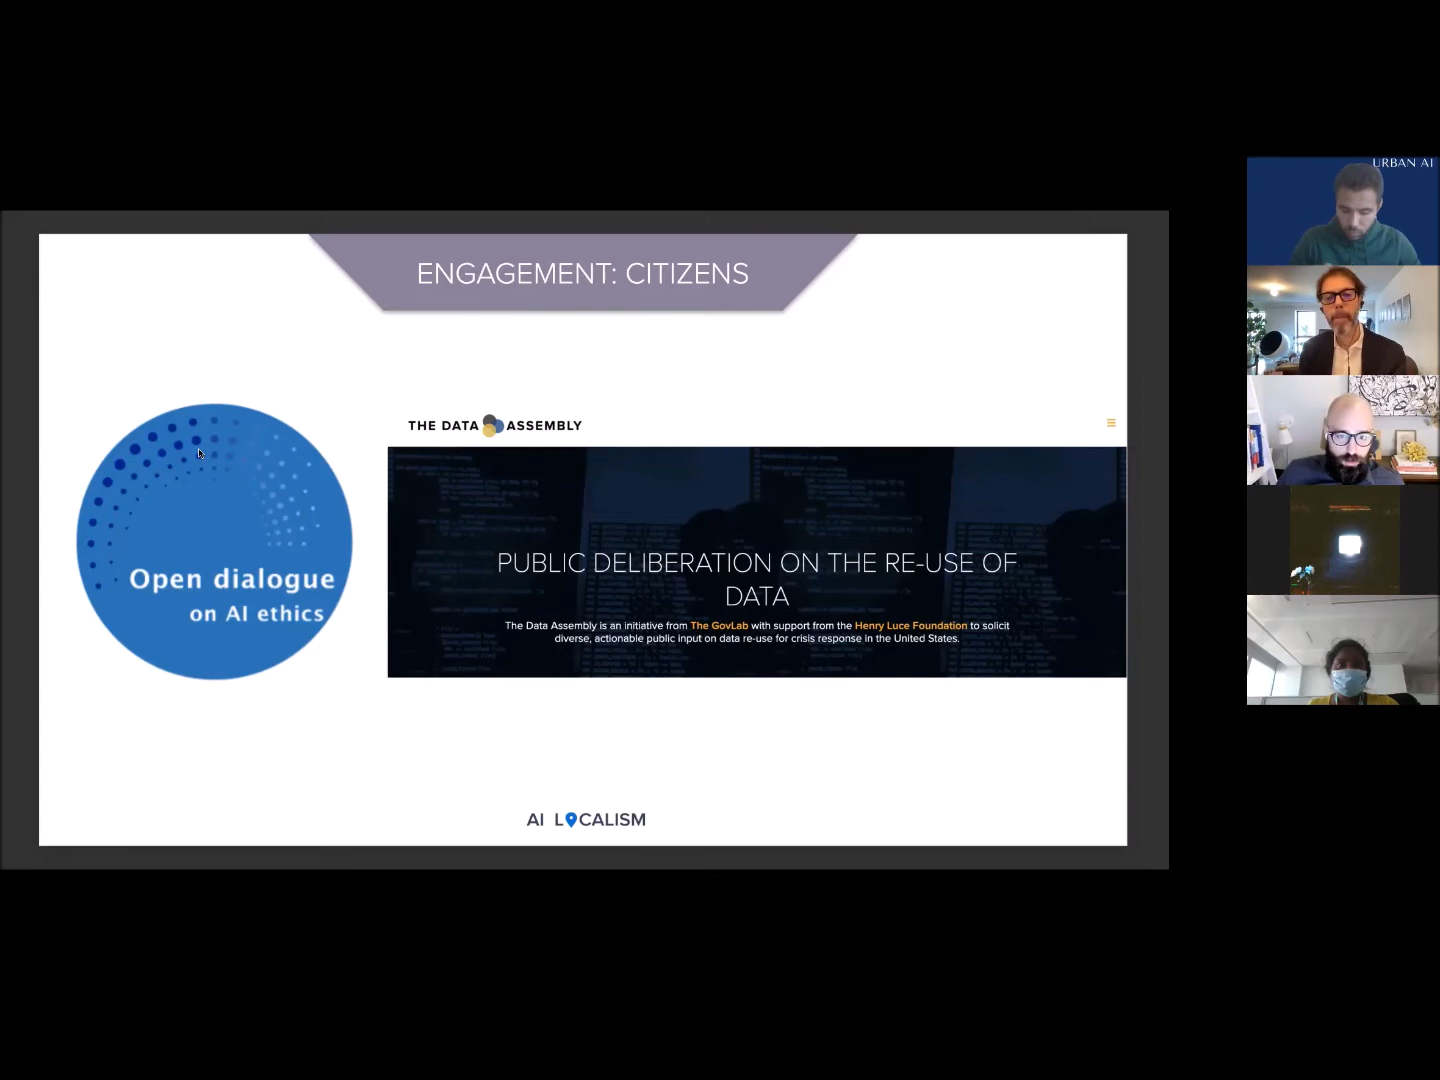 URBAN AI
ENGAGEMENT: CITIZENS
THE DATA ASSEMBLY
Open dialogue
on AI ethics
PUBLIC DELIBERATION ON THE RE-USE OF
DATA
The Data Assembly is an initiative from The GovLab with support from the Henry Luce Foundation to solicit
diverse, actionable public input on data re-use for crisis response in the United States.
AI LOCALISM